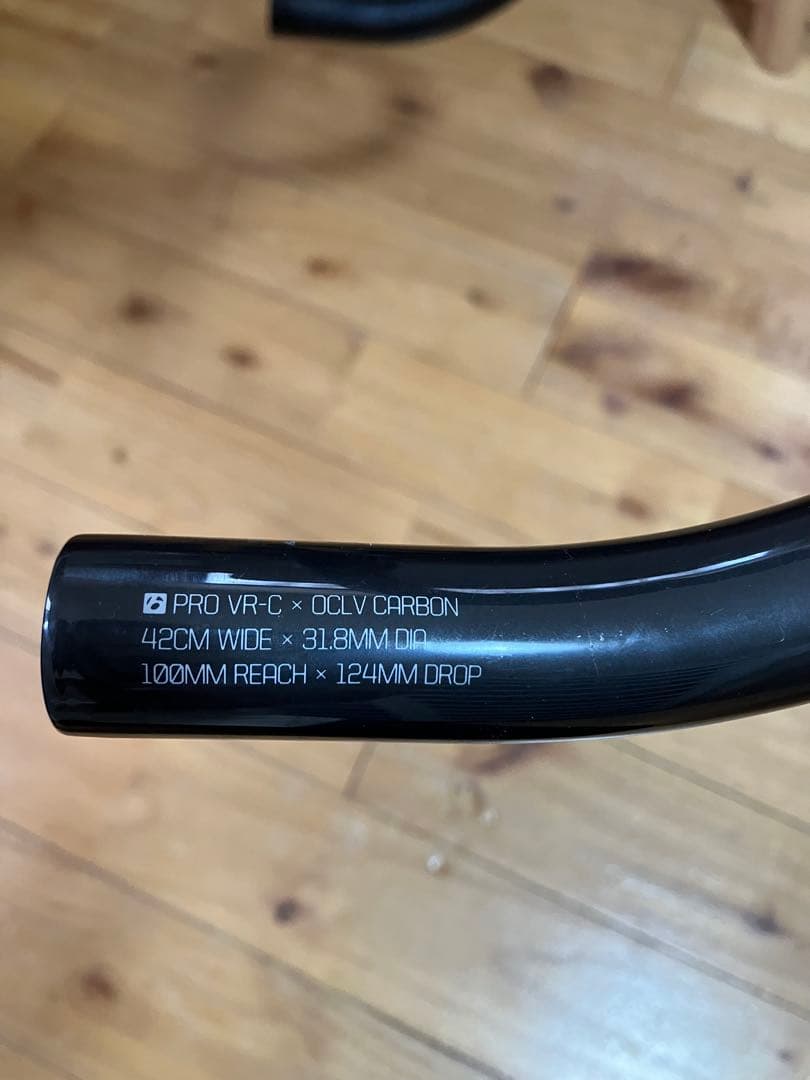 PRO VR-C × OCLV CARBON
42CM WIDE × 31.8MM DIA
100MM REACH × 124MM DROP